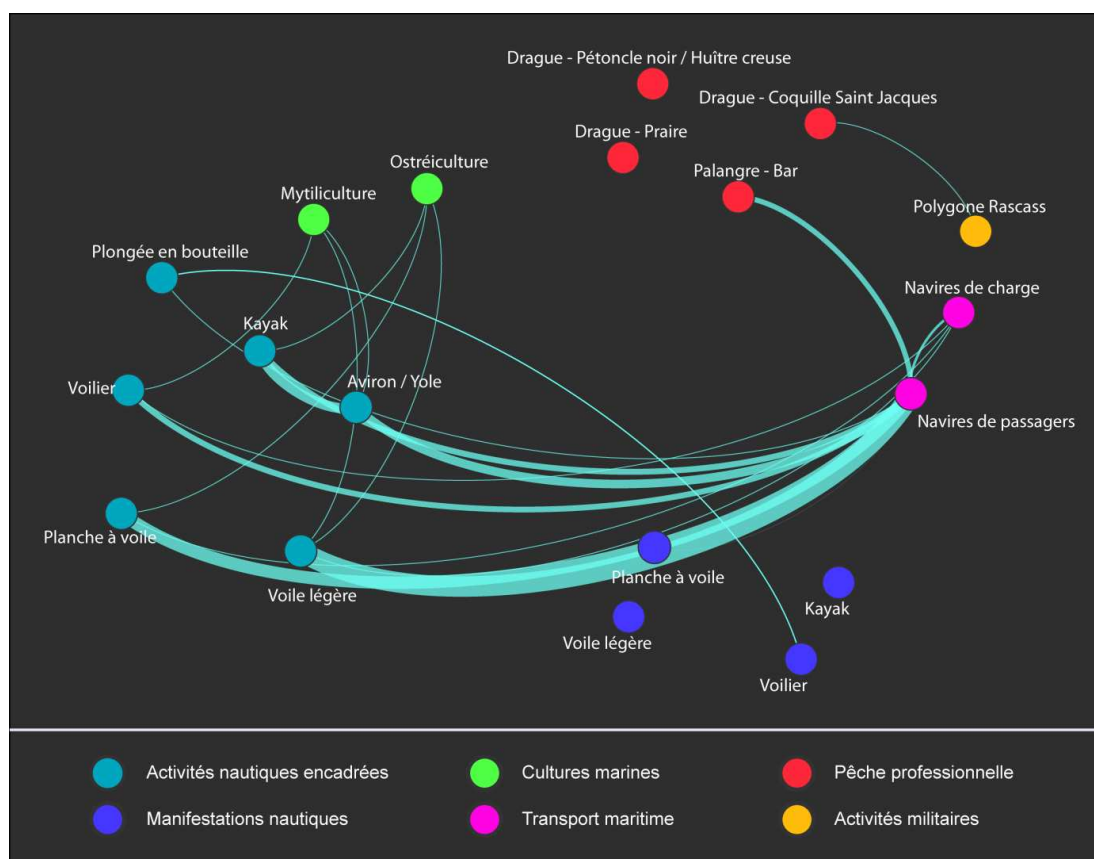 Drague - Pétoncle noir / Huître creuse
Drague - Coquille Saint Jacques
Drague - Praire
Ostréiculture
Palangre - Bar
Mytiliculture
Polygone Rascass
Plongée en bouteille
Navires de charge
Kayak
Voilier
Aviron / Yole
Navires de passagers
Planche à voile
Voile légère
Planche à voile
Kayak
Voile légère
Voilier
Activités nautiques encadrées
Cultures marines
Pêche professionnelle
Manifestations nautiques
Transport maritime
Activités militaires